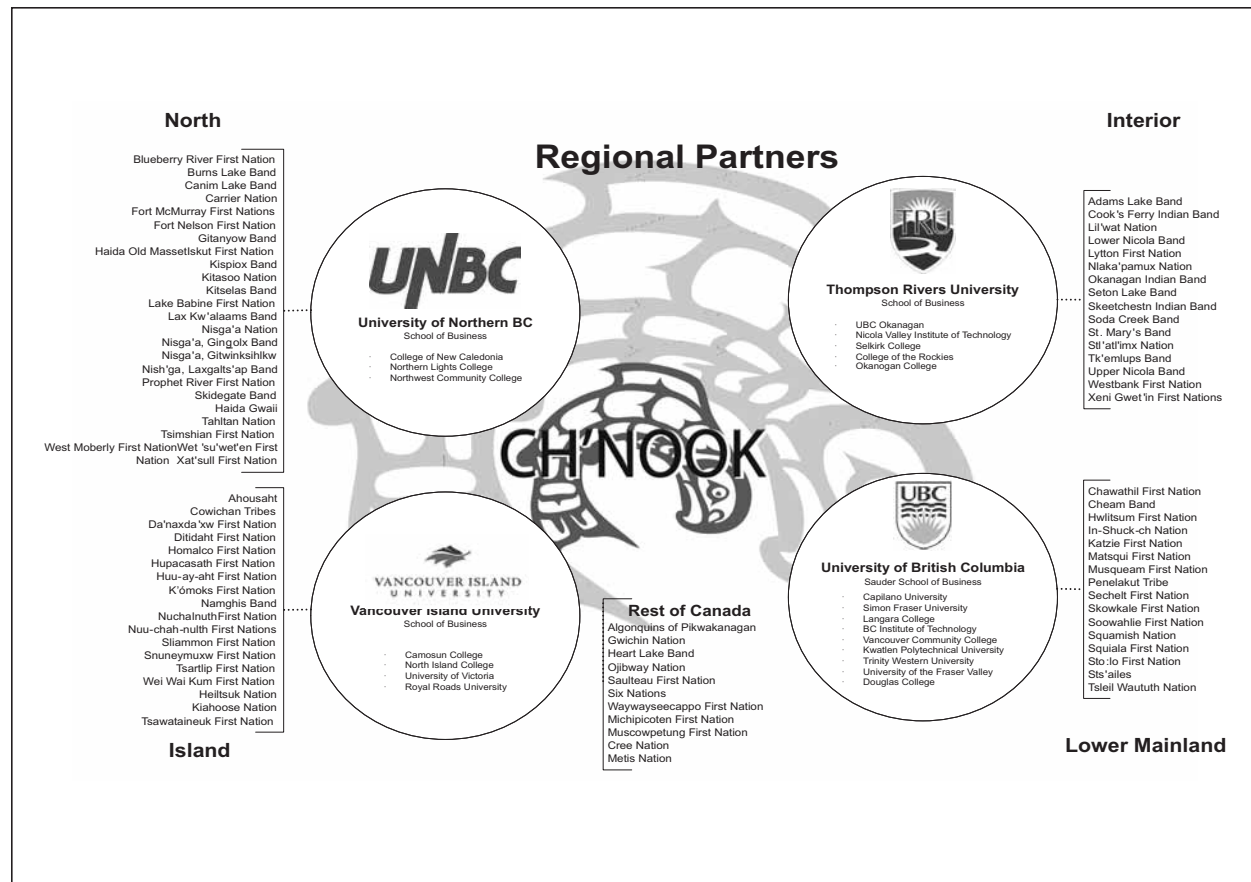 Regional Partners
CH'NOOK
North
Blueberry River First Nation
Burns Lake Band
Canim Lake Band
Carrier Nation
Fort McMurray First Nations
Fort Nelson First Nation
Gitanyow Band
Haida Old MassetIskut First Nation
Kispiox Band
Kitasoo Nation
Kitselas Band
Lake Babine First Nation
Lax Kw'alaams Band
Nisga'a Nation
Nisga'a, Gingolx Band
Nisga'a, Gitwinksihlkw
Nish'ga, Laxgalts'ap Band
Prophet River First Nation
Skidegate Band
Haida Gwaii
Tahltan Nation
Tsimshian First Nation
West Moberly First NationWet 'su'wet'en First
Nation Xat'sull First Nation
UNBC
University of Northern BC
School of Business
· College of New Caledonia
· Northern Lights College
· Northwest Community College
TRU
Thompson Rivers University
School of Business
· UBC Okanagan
· Nicola Valley Institute of Technology
· Selkirk College
· College of the Rockies
· Okanogan College
Interior
Adams Lake Band
Cook's Ferry Indian Band
Lil'wat Nation
Lower Nicola Band
Lytton First Nation
Nlaka'pamux Nation
Okanagan Indian Band
Seton Lake Band
Skeetchestn Indian Band
Soda Creek Band
St. Mary's Band
Stl'atl'imx Nation
Tk'emlups Band
Upper Nicola Band
Westbank First Nation
Xeni Gwet'in First Nations
Ahousaht
Cowichan Tribes
Da'naxda'xw First Nation
Ditidaht First Nation
Homalco First Nation
Hupacasath First Nation
Huu-ay-aht First Nation
K'ómoks First Nation
Namghis Band
NuchalnuthFirst Nation
Nuu-chah-nulth First Nations
Sliammon First Nation
Snuneymuxw First Nation
Tsartlip First Nation
Wei Wai Kum First Nation
Heiltsuk Nation
Kiahoose Nation
Tsawataineuk First Nation
Island
VANCOUVER ISLAND
UNIVERSITY
Vancouver Island University
School of Business
· Camosun College
· North Island College
· University of Victoria
· Royal Roads University
Rest of Canada
Algonquins of Pikwakanagan
Gwichin Nation
Heart Lake Band
Ojibway Nation
Saulteau First Nation
Six Nations
Waywayseecappo First Nation
Michipicoten First Nation
Muscowpetung First Nation
Cree Nation
Metis Nation
UBC
University of British Columbia
Sauder School of Business
· Capilano University
· Simon Fraser University
· Langara College
· BC Institute of Technology
· Vancouver Community College
· Kwatlen Polytechnical University
· Trinity Western University
· University of the Fraser Valley
· Douglas College
Chawathil First Nation
Cheam Band
Hwlitsum First Nation
In-Shuck-ch Nation
Katzie First Nation
Matsqui First Nation
Musqueam First Nation
Penelakut Tribe
Sechelt First Nation
Skowkale First Nation
Soowahlie First Nation
Squamish Nation
Squiala First Nation
Sto:lo First Nation
Sts'ailes
Tsleil Waututh Nation
Lower Mainland